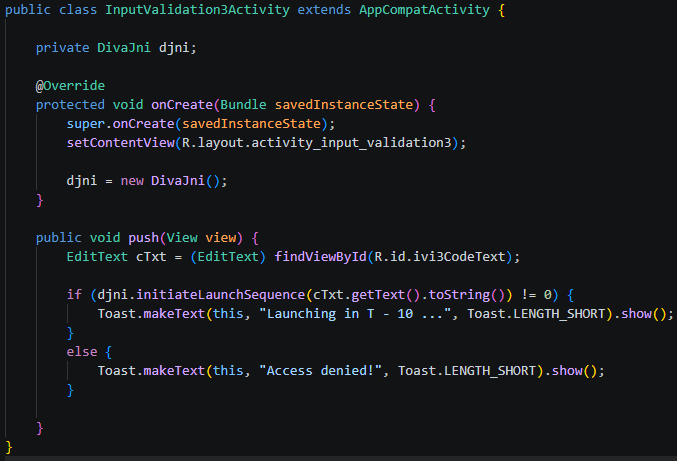 public class InputValidation3Activity extends AppCompatActivity {
private DivaJni djni;
@Override
protected void onCreate(Bundle savedInstanceState) {
super.onCreate(savedInstanceState);
setContentView(R.layout.activity_input_validation3);
djni = new DivaJni();
}
public void push(View view) {
EditText cTxt = (EditText) findViewById(R.id.ivi3CodeText);
if (djni.initiateLaunchSequence(cTxt.getText().toString()) != 0) {
Toast.makeText(this, "Launching in T - 10 ...", Toast.LENGTH_SHORT).show();
}
else {
Toast.makeText(this, "Access denied!", Toast.LENGTH_SHORT).show();
}
}
}